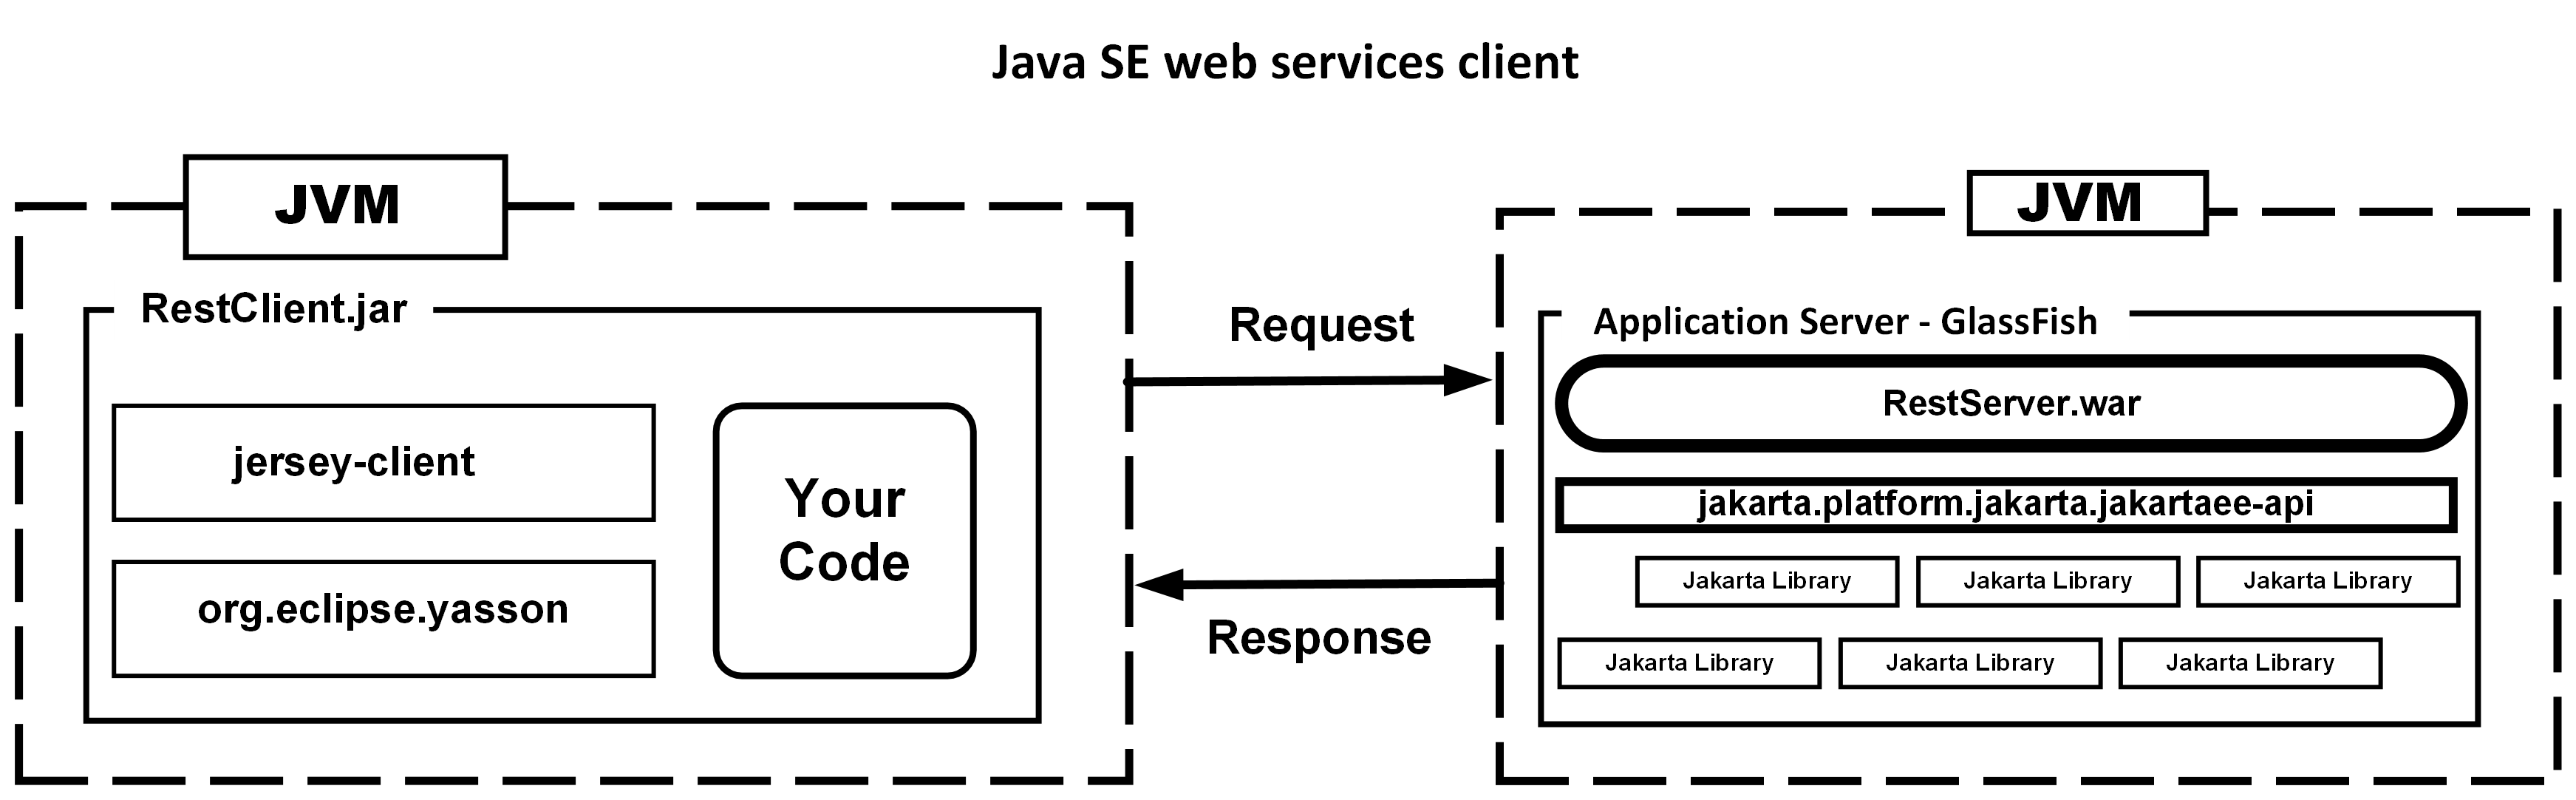 Java SE web services client
JVM
RestClient.jar
jersey-client
org.eclipse.yasson
Your
Code
Request
Response
JVM
Application Server - GlassFish
RestServer.war
jakarta.platform.jakarta.jakartaee-api
Jakarta Library
Jakarta Library
Jakarta Library
Jakarta Library
Jakarta Library
Jakarta Library